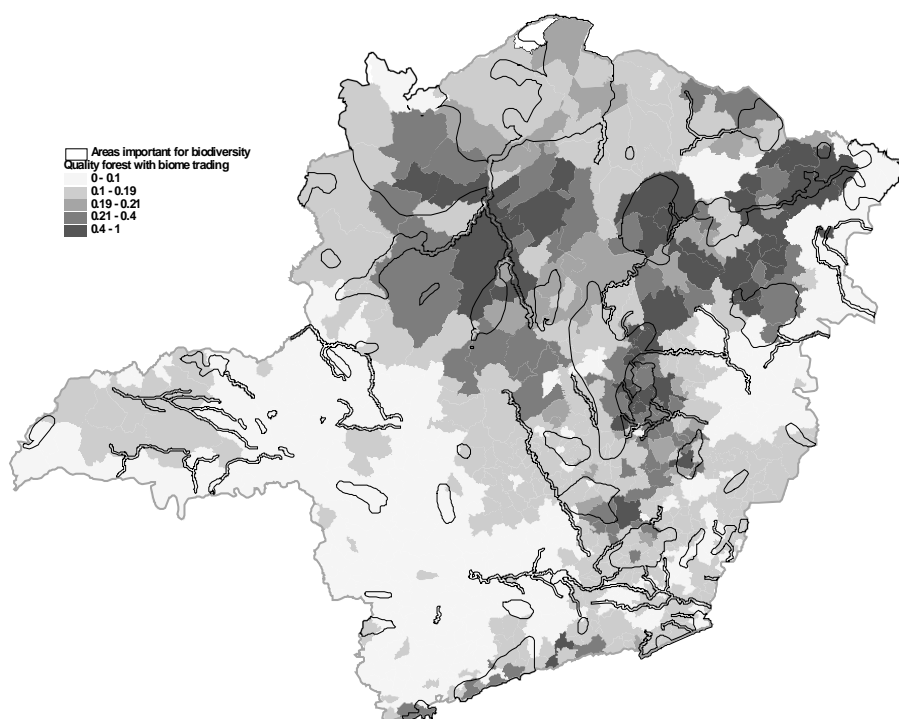 Areas important for biodiversity
Quality forest with biome trading
0 - 0.1
0.1 - 0.19
0.19 - 0.21
0.21 - 0.4
0.4 - 1